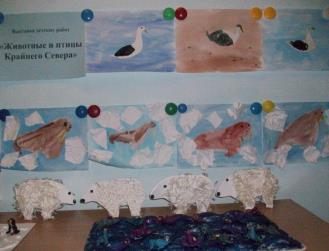 Выставка детских работ
«Животные и птицы
Крайнего Севера»